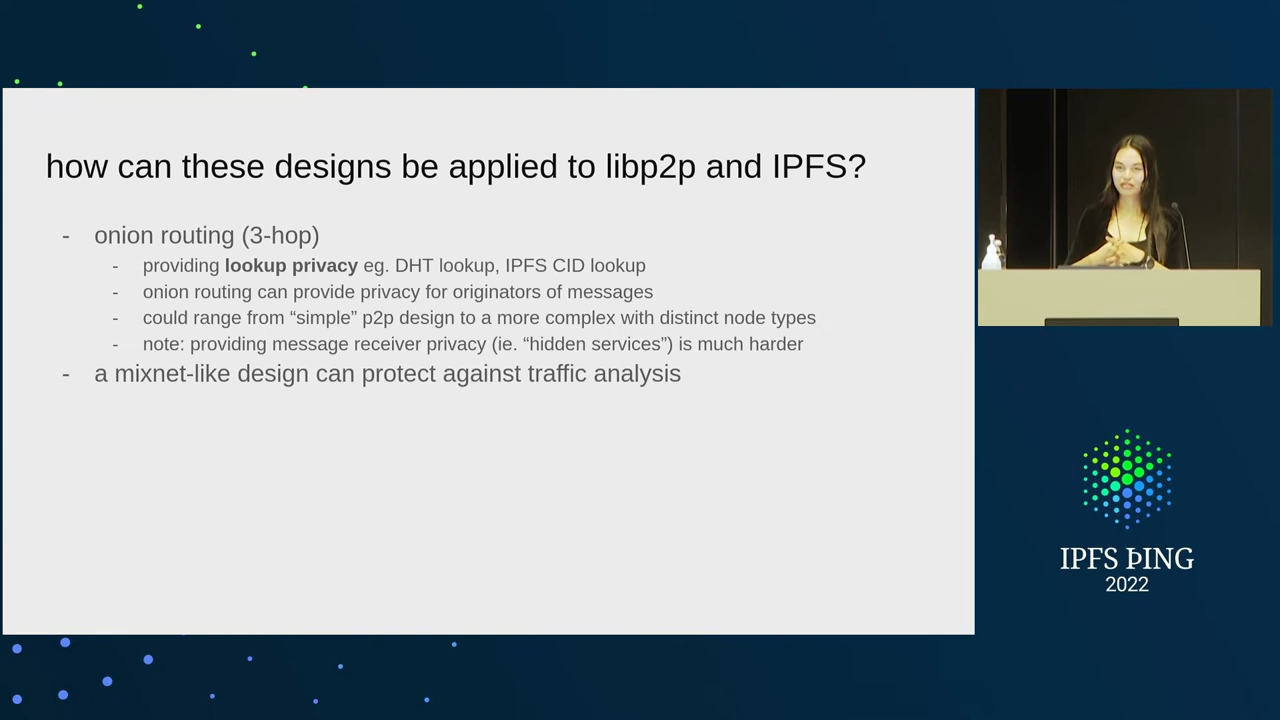 how can these designs be applied to libp2p and IPFS?
- onion routing (3-hop)
- providing lookup privacy eg. DHT lookup, IPFS CID lookup
- onion routing can provide privacy for originators of messages
- could range from “simple” p2p design to a more complex with distinct node types
- note: providing message receiver privacy (ie. “hidden services”) is much harder
- a mixnet-like design can protect against traffic analysis
IPFS ÞING
2022